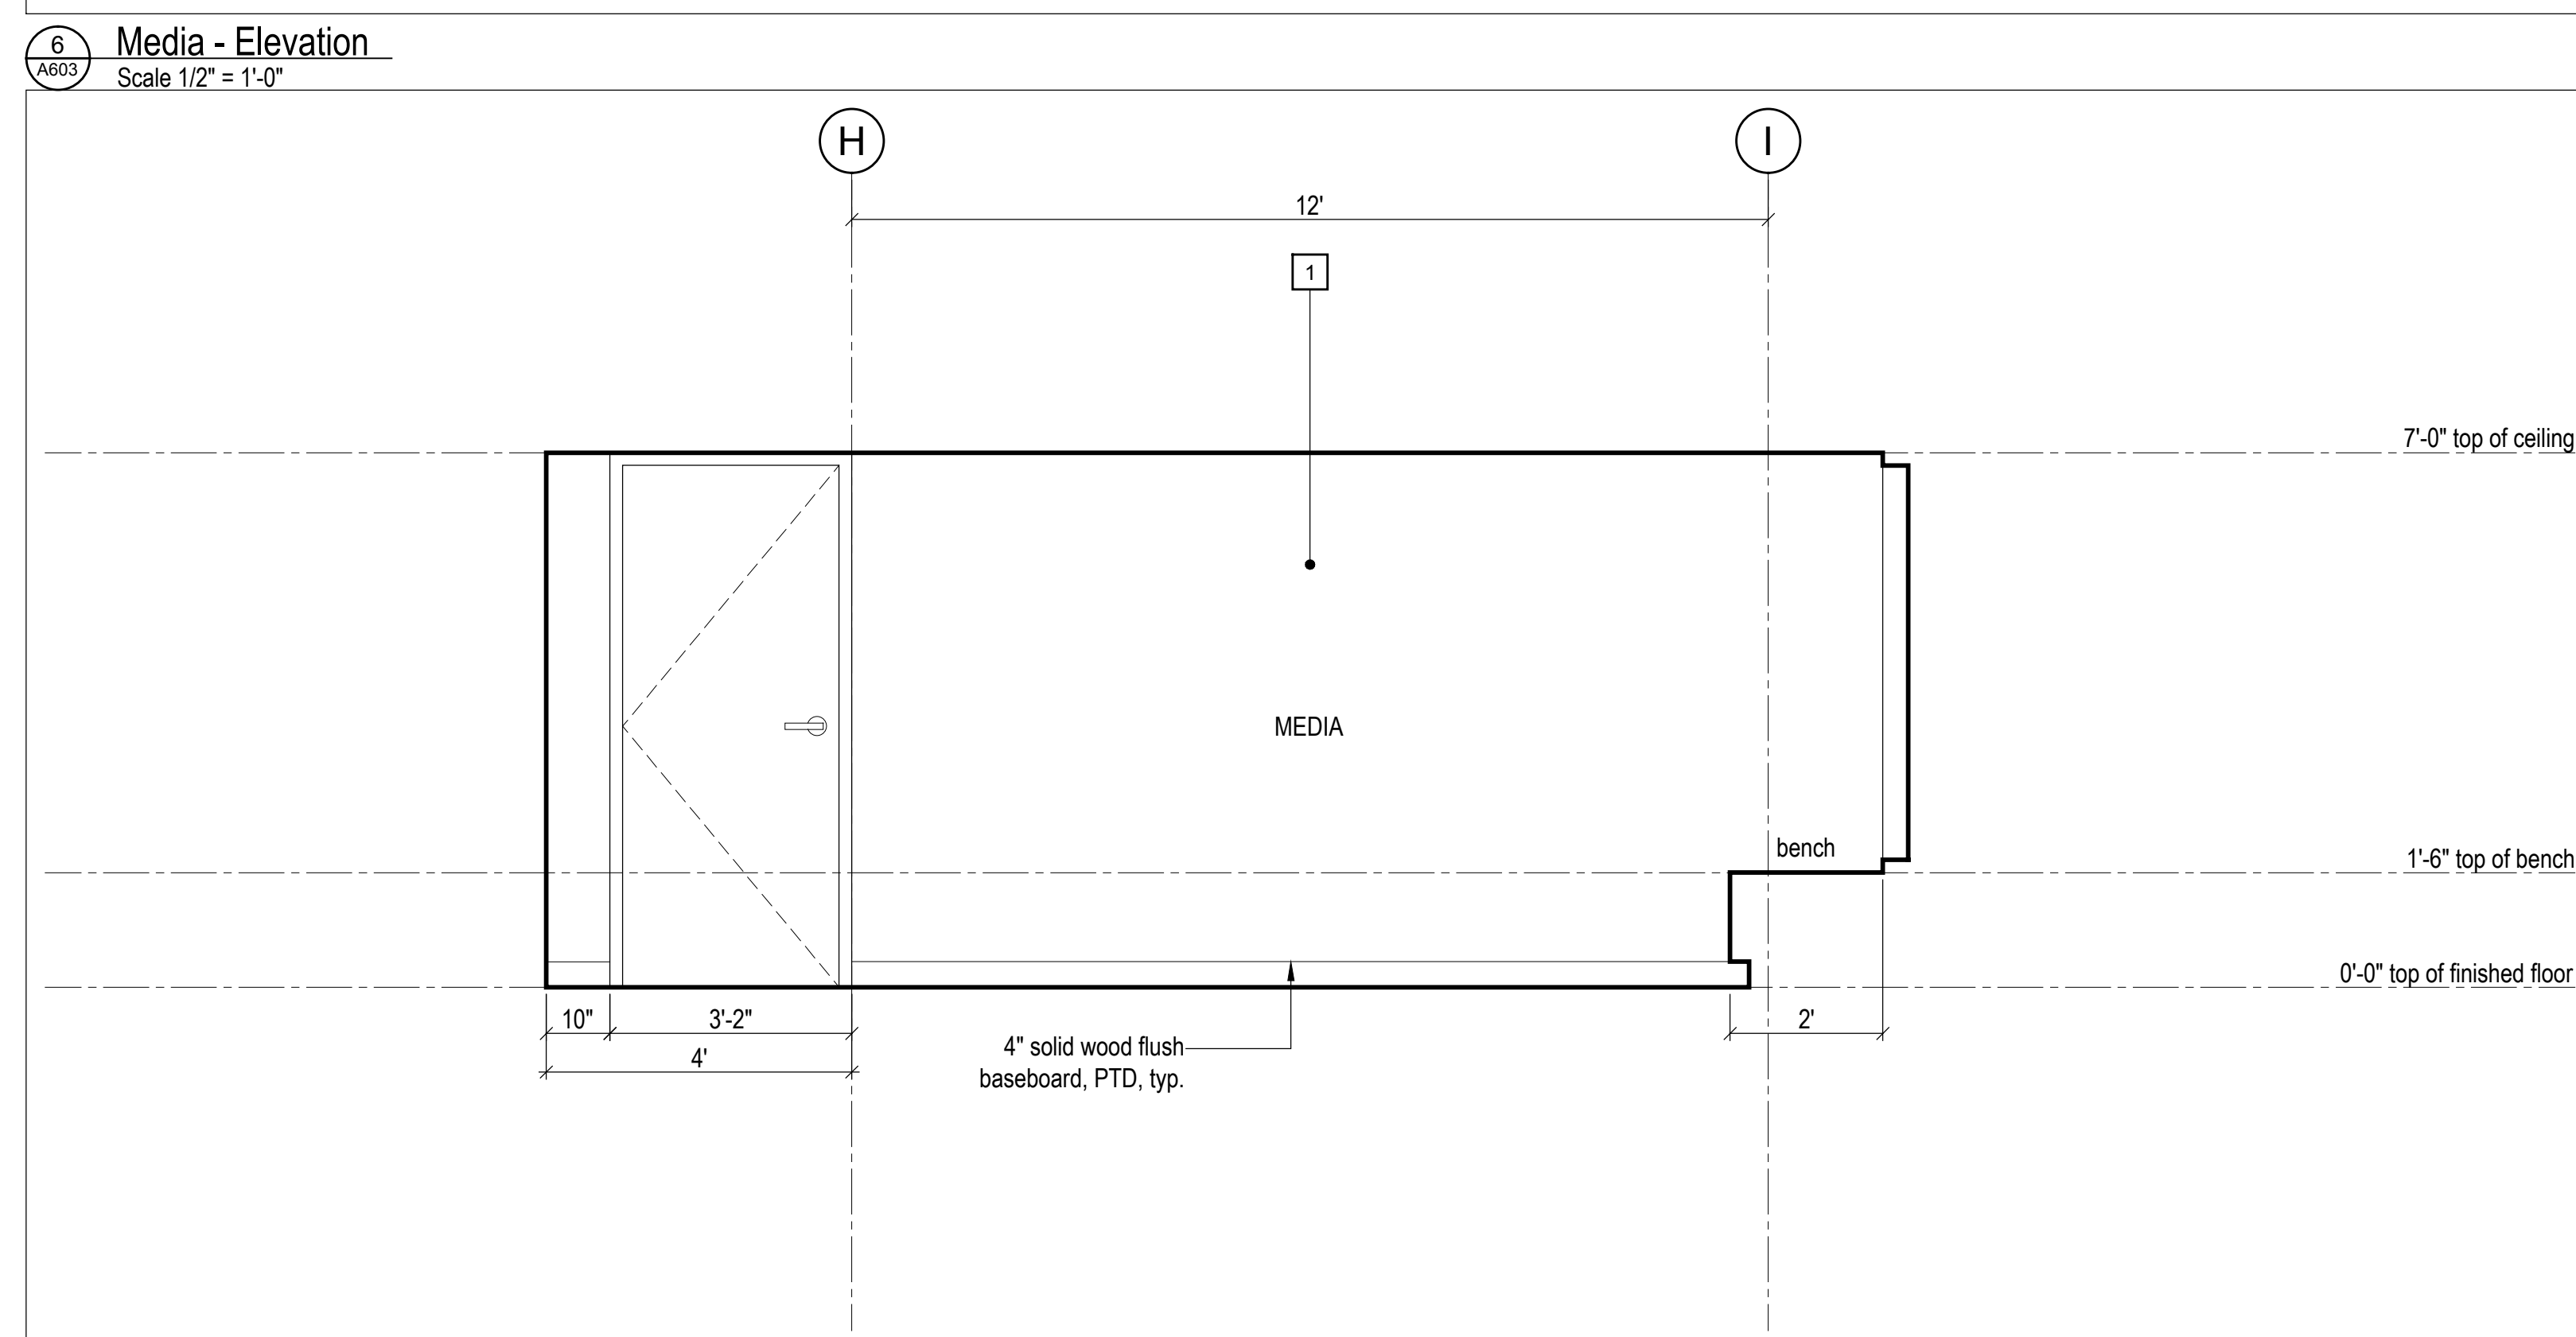 6
A603
Media - Elevation
Scale 1/2" = 1'-0"
H
I
12'
1
7'-0" top of ceiling
MEDIA
bench
1'-6" top of bench
0'-0" top of finished floor
10"
3'-2"
2'
4'
4" solid wood flush
baseboard, PTD, typ.